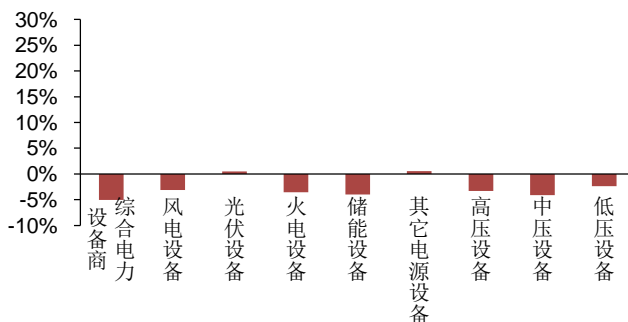 30%
25%
20%
15%
10%
5%
0%
-5%
-10%
综合电力
设备商
风电设备
光伏设备
火电设备
储能设备
其它电源设备
高压设备
中压设备
低压设备